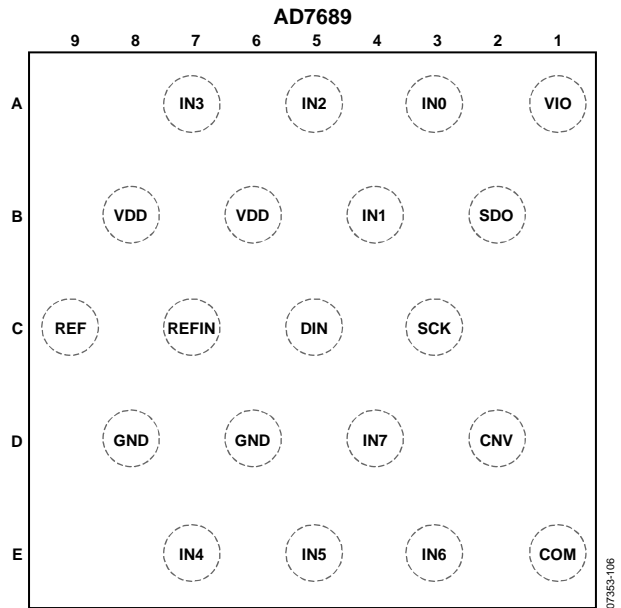 AD7689
9 8 7 6 5 4 3 2 1
A IN3 IN2 IN0 VIO
B VDD VDD IN1 SDO
C REF REFIN DIN SCK
D GND GND IN7 CNV
E IN4 IN5 IN6 COM
07353-106